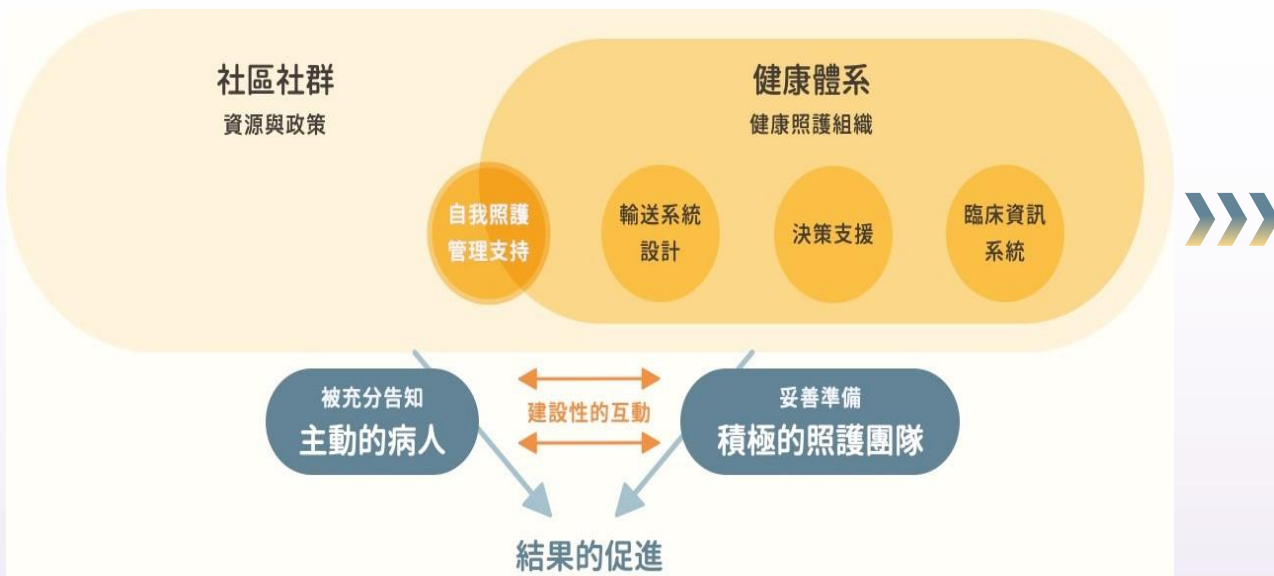 社區社群
資源與政策
健康體系
健康照護組織
自我照護
管理支持
輸送系統
設計
決策支援
臨床資訊
系統
被充分告知
主動的病人
建設性的互動
妥善準備
積極的照護團隊
結果的促進